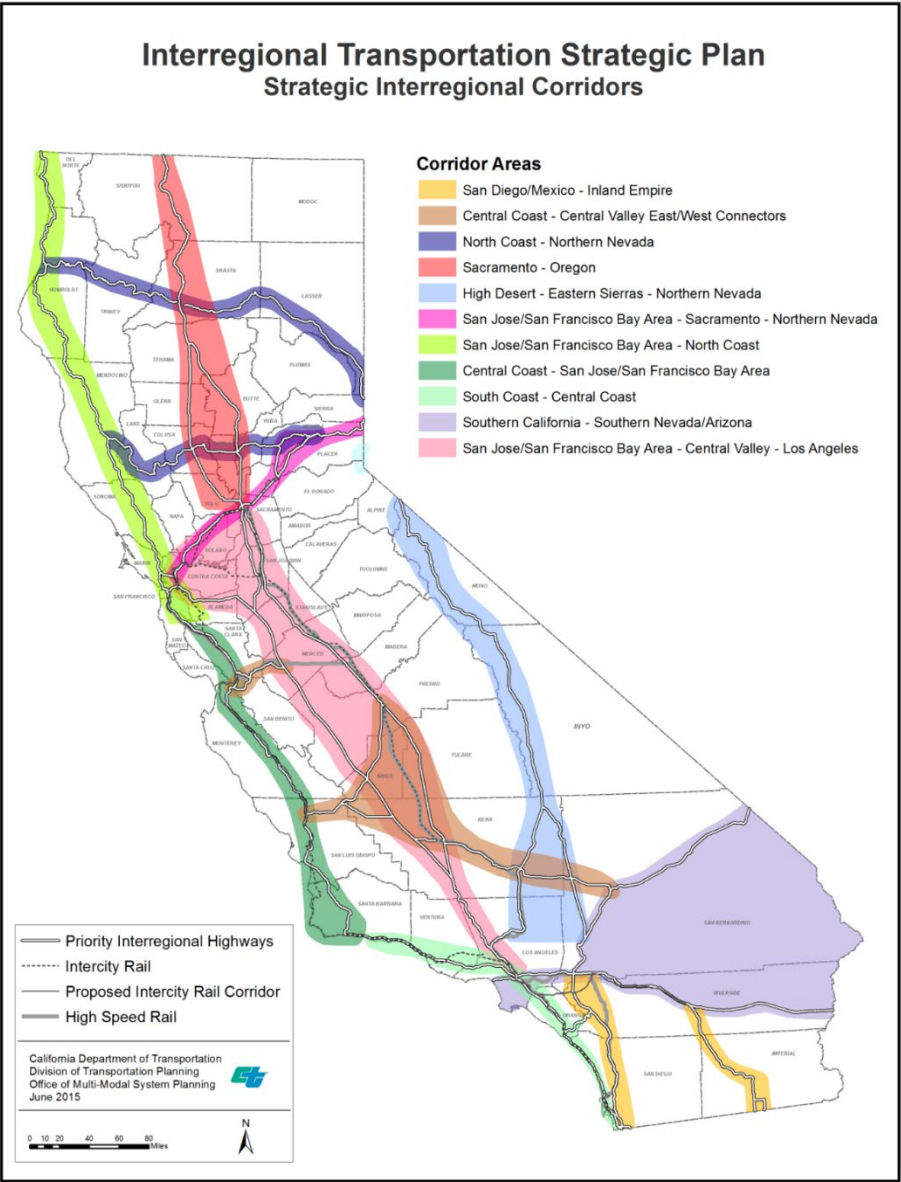 Interregional Transportation Strategic Plan
Strategic Interregional Corridors
Corridor Areas
San Diego/Mexico - Inland Empire
Central Coast - Central Valley East/West Connectors
North Coast - Northern Nevada
Sacramento - Oregon
High Desert - Eastern Sierras - Northern Nevada
San Jose/San Francisco Bay Area - Sacramento - Northern Nevada
San Jose/San Francisco Bay Area - North Coast
Central Coast - San Jose/San Francisco Bay Area
South Coast - Central Coast
Southern California - Southern Nevada/Arizona
San Jose/San Francisco Bay Area - Central Valley - Los Angeles
DEL
NORTE
SISKIYOU
MODOC
HUMBOLDT
SHASTA
LASSEN
TRINITY
TEHAMA
PLUMAS
MENDOCINO
GLENN
BUTTE
SIERRA
LAKE
COLUSA
YUBA
PLACER
SONOMA
NAPA
YOLO
EL DORADO
SACRAMENTO
ALPINE
AMADOR
CALAVERAS
SOLANO
MARIN
SAN JOAQUIN
TUOLUMNE
MONO
CONTRA COSTA
SAN FRANCISCO
ALAMEDA
STANISLAUS
MARIPOSA
SAN
MATEO
SANTA
CLARA
MERCED
MADERA
SANTA CRUZ
FRESNO
SAN BENITO
INYO
MONTEREY
TULARE
KINGS
KERN
SAN LUIS OBISPO
SANTA BARBARA
VENTURA
SAN BERNARDINO
LOS ANGELES
RIVERSIDE
ORANGE
SAN DIEGO
IMPERIAL
Priority Interregional Highways
Intercity Rail
Proposed Intercity Rail Corridor
High Speed Rail
California Department of Transportation
Division of Transportation Planning
Office of Multi-Modal System Planning
June 2015
ct
N
0 10 20 40 60 80
Miles